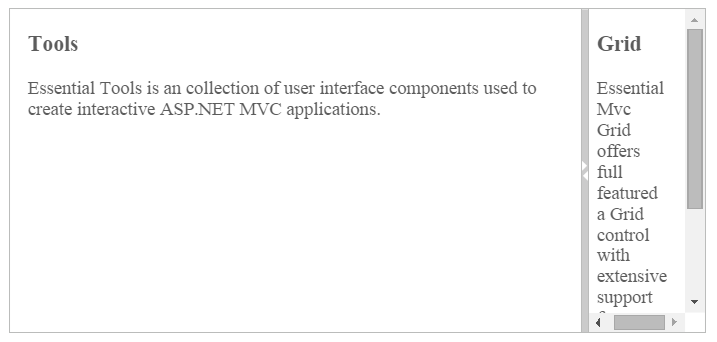 Tools
Essential Tools is an collection of user interface components used to
create interactive ASP.NET MVC applications.
Grid
Essential
Mvc
Grid
offers
full
featured
a Grid
control
with
extensive
support